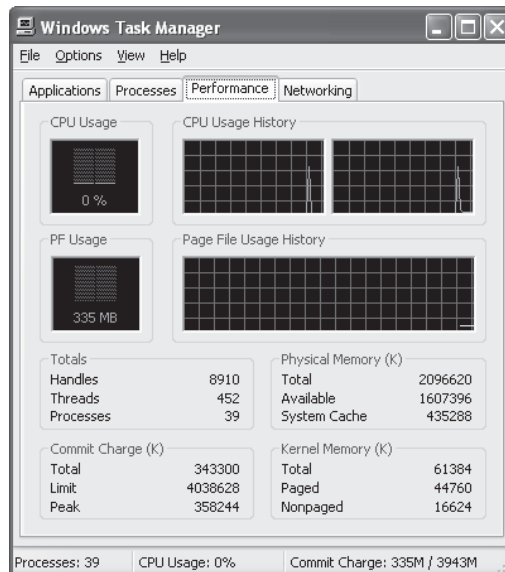 Windows Task Manager
File Options View Help
Applications Processes Performance Networking
CPU Usage
0 %
CPU Usage History
PF Usage
335 MB
Page File Usage History
Totals
Handles 8910
Threads 452
Processes 39
Physical Memory (K)
Total 2096620
Available 1607396
System Cache 435288
Commit Charge (K)
Total 343300
Limit 4038628
Peak 358244
Kernel Memory (K)
Total 61384
Paged 44760
Nonpaged 16624
Processes: 39 CPU Usage: 0% Commit Charge: 335M / 3943M